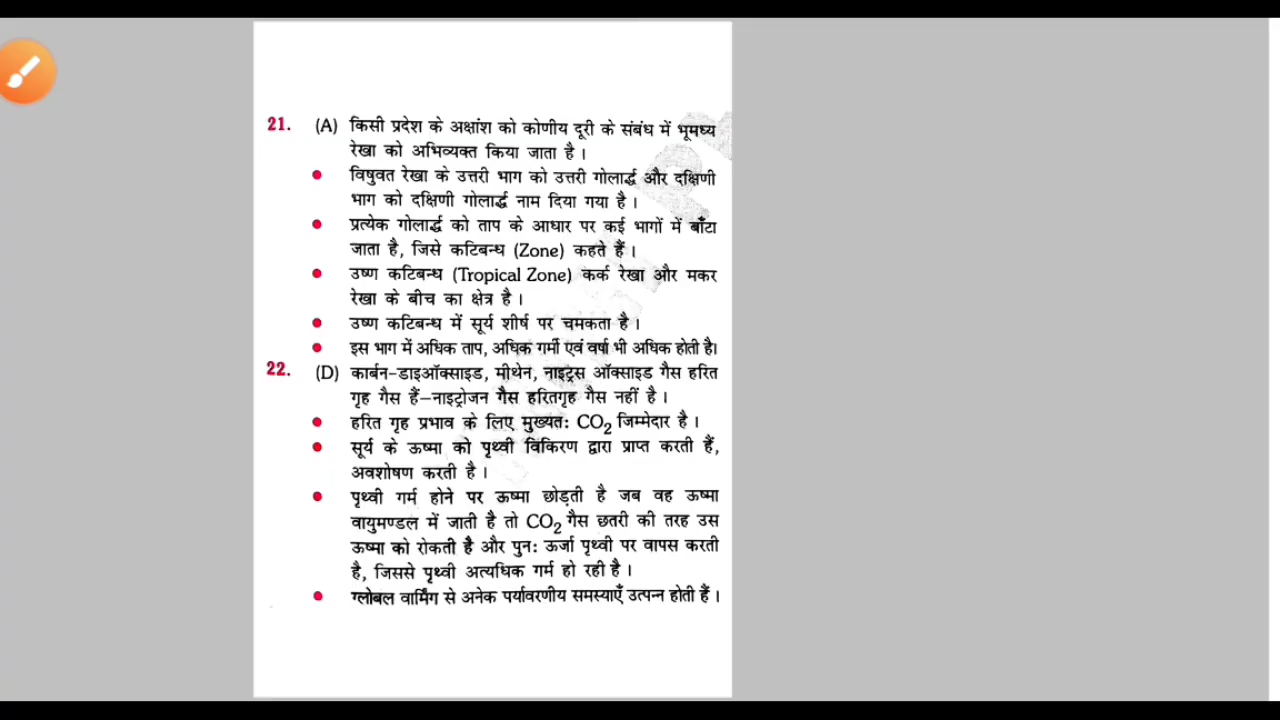 21. (A) किसी प्रदेश के अक्षांश को कोणीय दूरी के संबंध में भूमध्य
रेखा को अभिव्यक्त किया जाता है।
• विषुवत रेखा के उत्तरी भाग को उत्तरी गोलार्द्ध और दक्षिणी
भाग को दक्षिणी गोलार्द्ध नाम दिया गया है।
• प्रत्येक गोलार्द्ध को ताप के आधार पर कई भागों में बाँटा
जाता है, जिसे कटिबन्ध (Zone) कहते हैं।
• उष्ण कटिबन्ध (Tropical Zone) कर्क रेखा और मकर
रेखा के बीच का क्षेत्र है।
• उष्ण कटिबन्ध में सूर्य शीर्ष पर चमकता है।
• इस भाग में अधिक ताप, अधिक गर्मी एवं वर्षा भी अधिक होती है।
22. (D) कार्बन-डाइऑक्साइड, मीथेन, नाइट्रस ऑक्साइड गैस हरित
गृह गैस हैं–नाइट्रोजन गैस हरितगृह गैस नहीं है।
• हरित गृह प्रभाव के लिए मुख्यतः CO₂ जिम्मेदार है।
• सूर्य के ऊष्मा को पृथ्वी विकिरण द्वारा प्राप्त करती हैं,
अवशोषण करती है।
• पृथ्वी गर्म होने पर ऊष्मा छोड़ती है जब वह ऊष्मा
वायुमण्डल में जाती है तो CO₂ गैस छतरी की तरह उस
ऊष्मा को रोकती है और पुनः ऊर्जा पृथ्वी पर वापस करती
है, जिससे पृथ्वी अत्यधिक गर्म हो रही है।
• ग्लोबल वार्मिंग से अनेक पर्यावरणीय समस्याएँ उत्पन्न होती हैं।